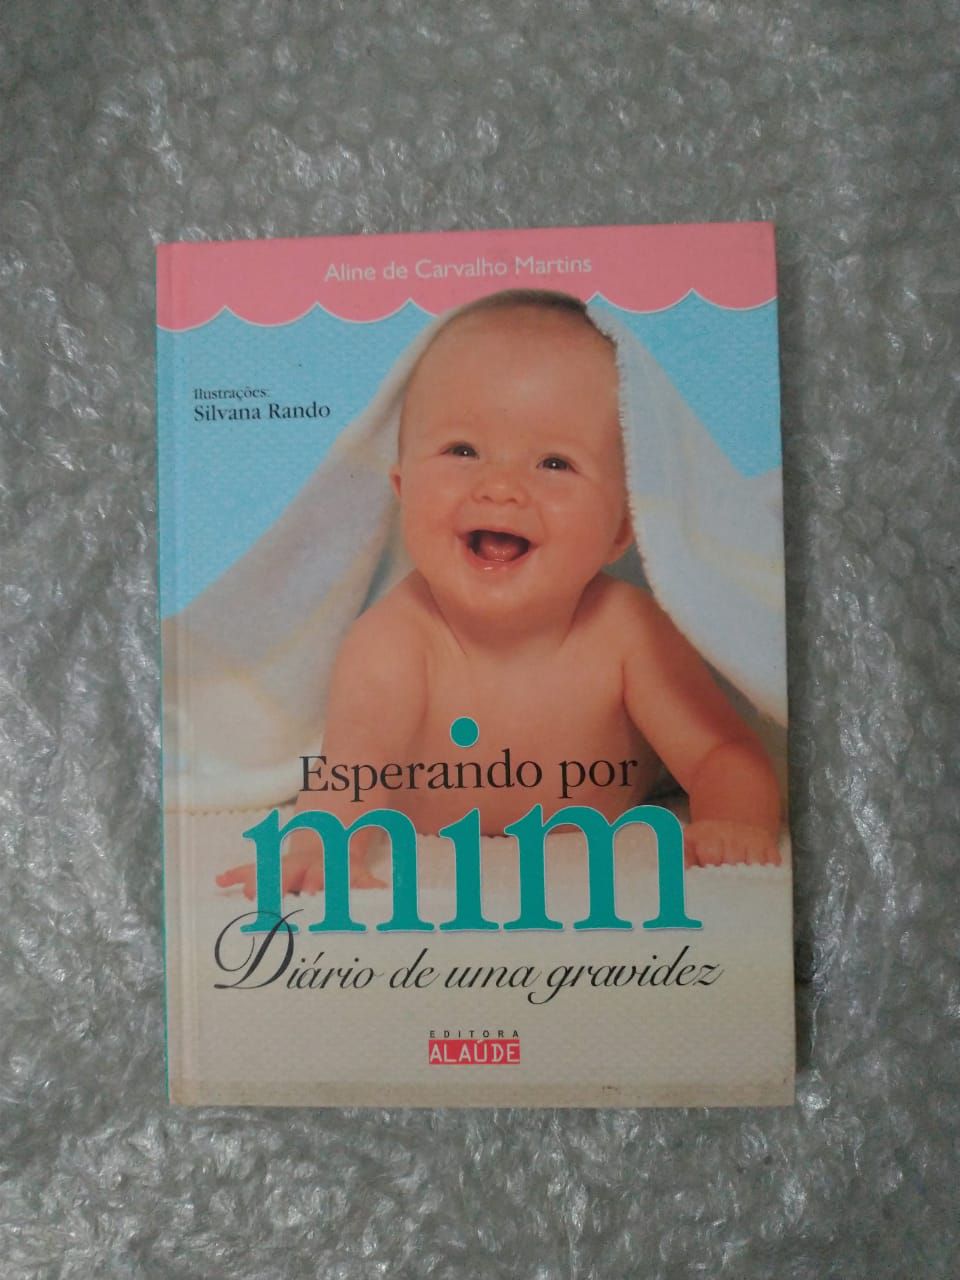 Aline de Carvalho Martins
Ilustrações:
Silvana Rando
Esperando por
mim
Diário de uma gravidez
EDITORA
ALAÚDE